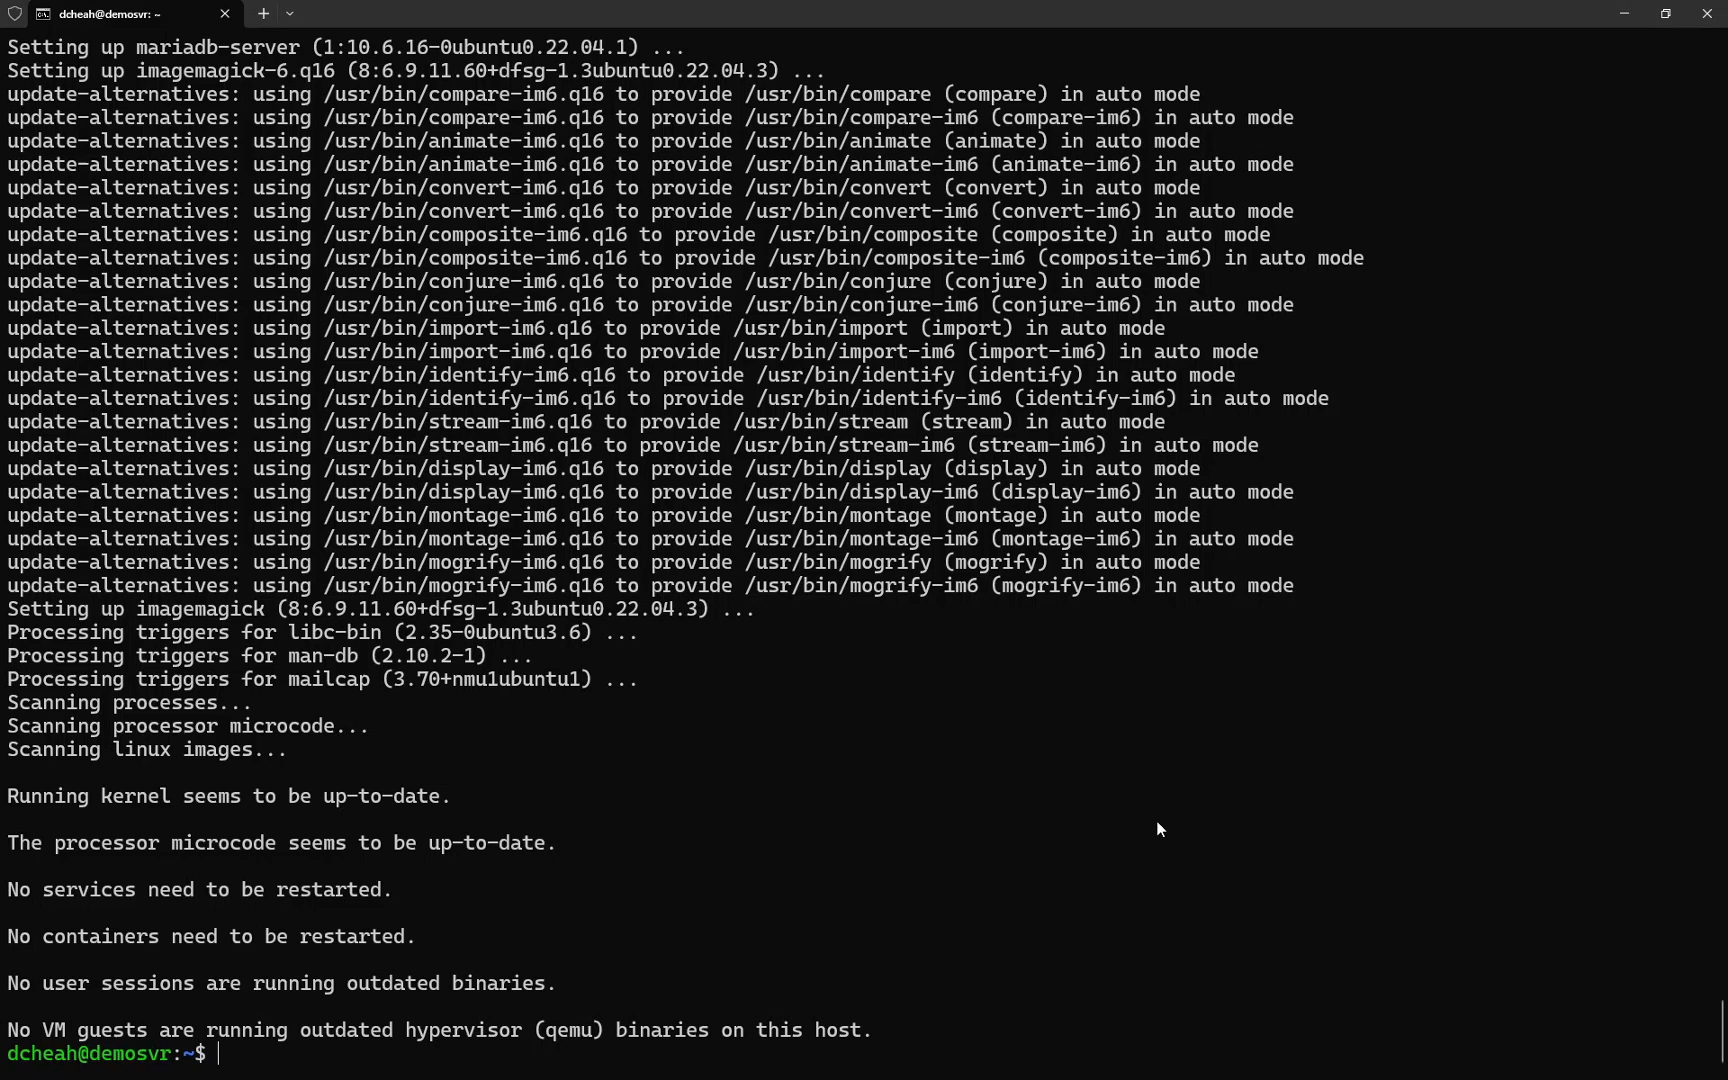 dcheah@demosvr: ~
Setting up mariadb-server (1:10.6.16-0ubuntu0.22.04.1) ...
Setting up imagemagick-6.q16 (8:6.9.11.60+dfsg-1.3ubuntu0.22.04.3) ...
update-alternatives: using /usr/bin/compare-im6.q16 to provide /usr/bin/compare (compare) in auto mode
update-alternatives: using /usr/bin/compare-im6.q16 to provide /usr/bin/compare-im6 (compare-im6) in auto mode
update-alternatives: using /usr/bin/animate-im6.q16 to provide /usr/bin/animate (animate) in auto mode
update-alternatives: using /usr/bin/animate-im6.q16 to provide /usr/bin/animate-im6 (animate-im6) in auto mode
update-alternatives: using /usr/bin/convert-im6.q16 to provide /usr/bin/convert (convert) in auto mode
update-alternatives: using /usr/bin/convert-im6.q16 to provide /usr/bin/convert-im6 (convert-im6) in auto mode
update-alternatives: using /usr/bin/composite-im6.q16 to provide /usr/bin/composite (composite) in auto mode
update-alternatives: using /usr/bin/composite-im6.q16 to provide /usr/bin/composite-im6 (composite-im6) in auto mode
update-alternatives: using /usr/bin/conjure-im6.q16 to provide /usr/bin/conjure (conjure) in auto mode
update-alternatives: using /usr/bin/conjure-im6.q16 to provide /usr/bin/conjure-im6 (conjure-im6) in auto mode
update-alternatives: using /usr/bin/import-im6.q16 to provide /usr/bin/import (import) in auto mode
update-alternatives: using /usr/bin/import-im6.q16 to provide /usr/bin/import-im6 (import-im6) in auto mode
update-alternatives: using /usr/bin/identify-im6.q16 to provide /usr/bin/identify (identify) in auto mode
update-alternatives: using /usr/bin/identify-im6.q16 to provide /usr/bin/identify-im6 (identify-im6) in auto mode
update-alternatives: using /usr/bin/stream-im6.q16 to provide /usr/bin/stream (stream) in auto mode
update-alternatives: using /usr/bin/stream-im6.q16 to provide /usr/bin/stream-im6 (stream-im6) in auto mode
update-alternatives: using /usr/bin/display-im6.q16 to provide /usr/bin/display (display) in auto mode
update-alternatives: using /usr/bin/display-im6.q16 to provide /usr/bin/display-im6 (display-im6) in auto mode
update-alternatives: using /usr/bin/montage-im6.q16 to provide /usr/bin/montage (montage) in auto mode
update-alternatives: using /usr/bin/montage-im6.q16 to provide /usr/bin/montage-im6 (montage-im6) in auto mode
update-alternatives: using /usr/bin/mogrify-im6.q16 to provide /usr/bin/mogrify (mogrify) in auto mode
update-alternatives: using /usr/bin/mogrify-im6.q16 to provide /usr/bin/mogrify-im6 (mogrify-im6) in auto mode
Setting up imagemagick (8:6.9.11.60+dfsg-1.3ubuntu0.22.04.3) ...
Processing triggers for libc-bin (2.35-0ubuntu3.6) ...
Processing triggers for man-db (2.10.2-1) ...
Processing triggers for mailcap (3.70+nmu1ubuntu1) ...
Scanning processes...
Scanning processor microcode...
Scanning linux images...
Running kernel seems to be up-to-date.
The processor microcode seems to be up-to-date.
No services need to be restarted.
No containers need to be restarted.
No user sessions are running outdated binaries.
No VM guests are running outdated hypervisor (qemu) binaries on this host.
dcheah@demosvr:~$